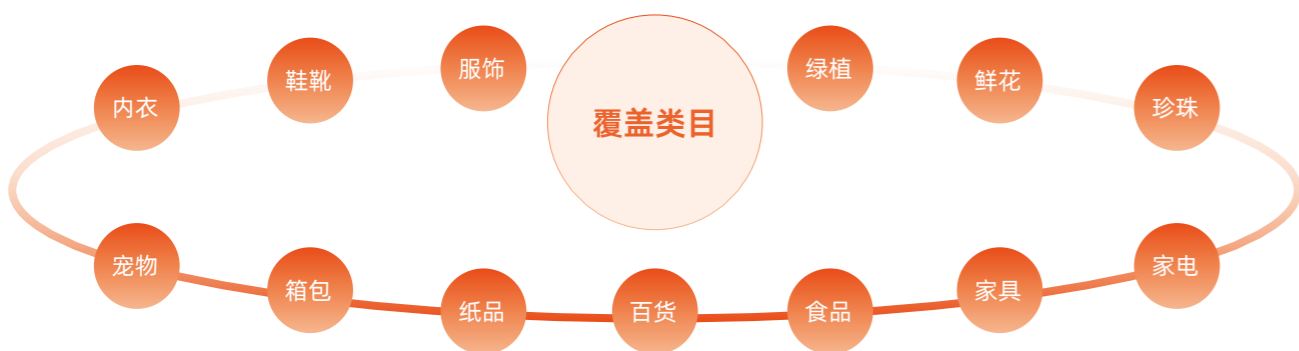 覆盖类目
内衣
鞋靴
服饰
绿植
鲜花
珍珠
宠物
箱包
纸品
百货
食品
家具
家电